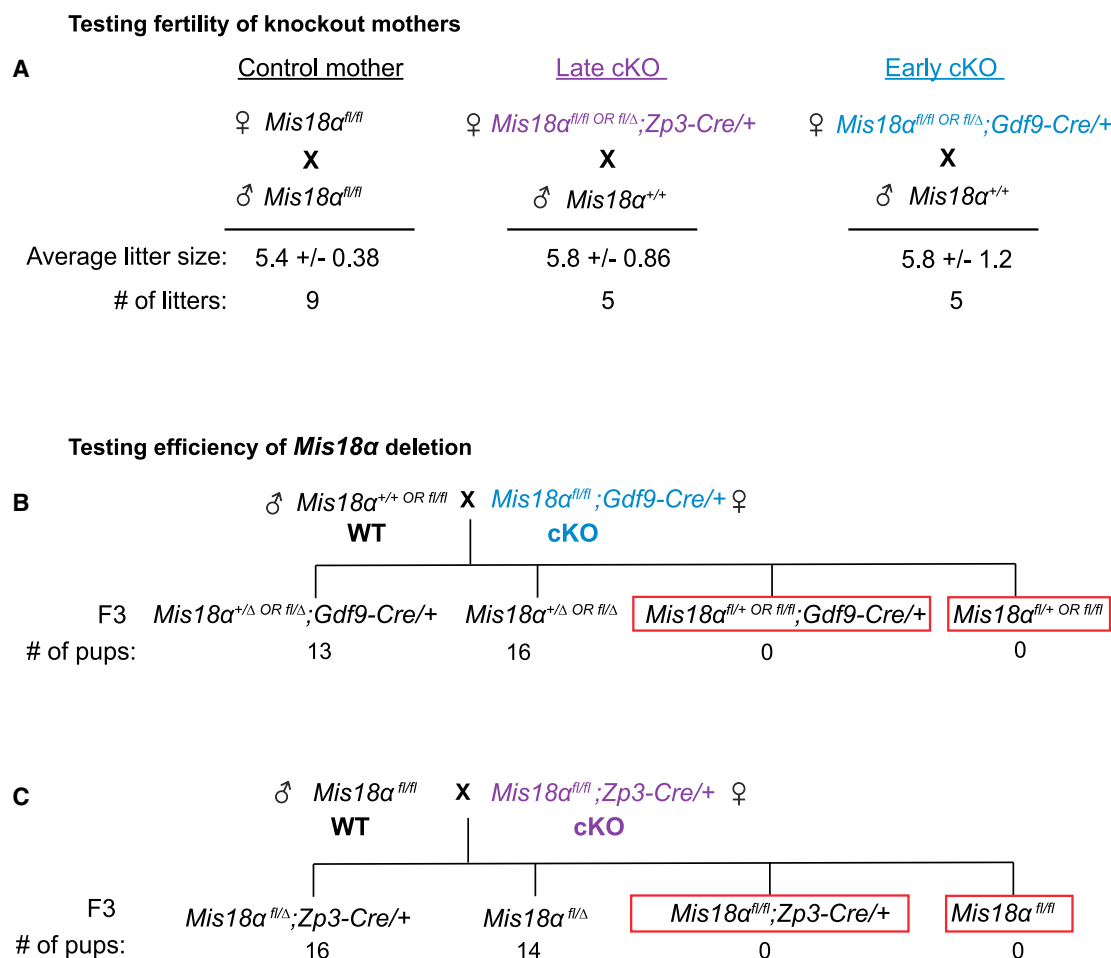 Testing fertility of knockout mothers
A
Control mother Late cKO Early cKO
♀ Mis18α^fl/fl ♀ Mis18α^fl/fl OR fl/Δ;Zp3-Cre/+ ♀ Mis18α^fl/fl OR fl/Δ;Gdf9-Cre/+
X X X
♂ Mis18α^fl/fl ♂ Mis18α^+/+ ♂ Mis18α^+/+
Average litter size: 5.4 +/- 0.38 5.8 +/- 0.86 5.8 +/- 1.2
# of litters: 9 5 5
Testing efficiency of Mis18α deletion
B
♂ Mis18α^+/+ OR fl/fl X Mis18α^fl/fl;Gdf9-Cre/+ ♀
WT cKO
F3 Mis18α^+/Δ OR fl/Δ;Gdf9-Cre/+ Mis18α^+/Δ OR fl/Δ Mis18α^fl/+ OR fl/fl;Gdf9-Cre/+ Mis18α^fl/+ OR fl/fl
# of pups: 13 16 0 0
C
♂ Mis18α^fl/fl X Mis18α^fl/fl;Zp3-Cre/+ ♀
WT cKO
F3 Mis18α^fl/Δ;Zp3-Cre/+ Mis18α^fl/Δ Mis18α^fl/fl;Zp3-Cre/+ Mis18α^fl/fl
# of pups: 16 14 0 0